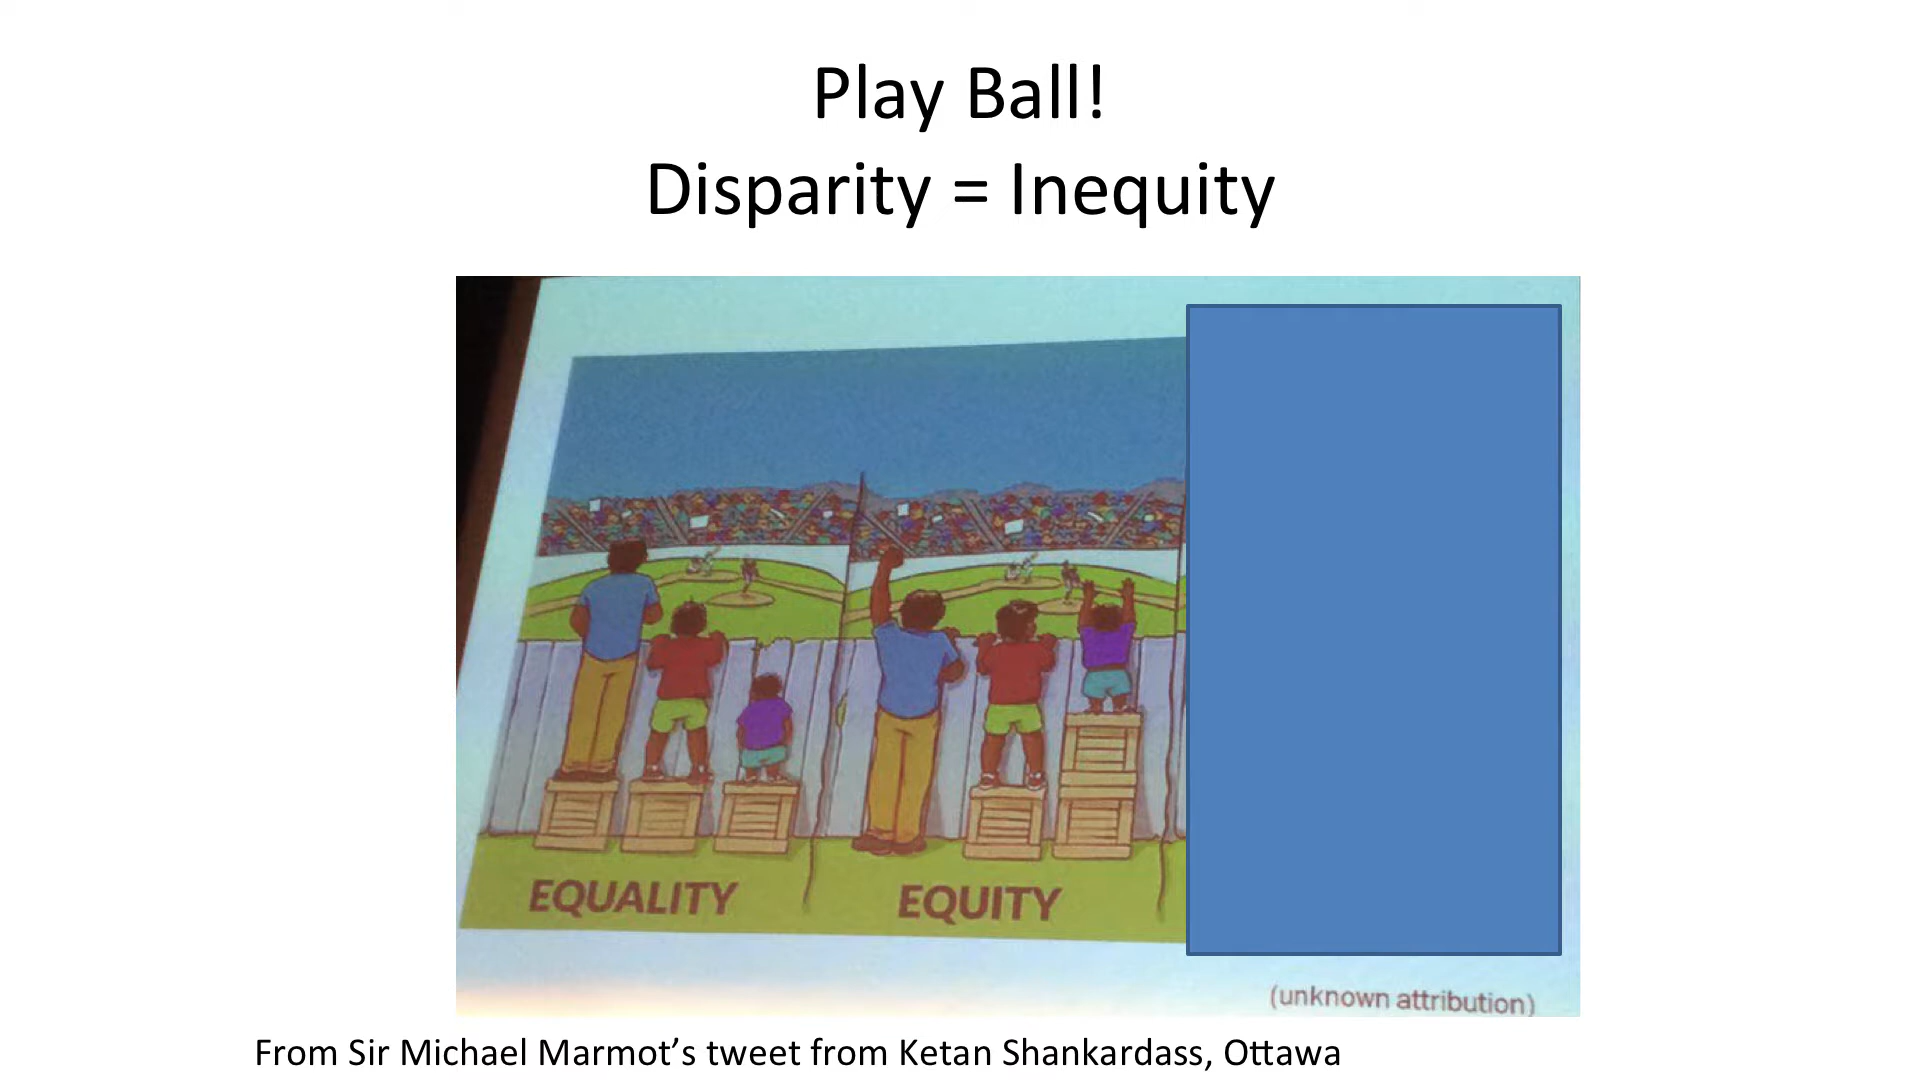 Play Ball!
Disparity = Inequity
EQUALITY
EQUITY
(unknown attribution)
From Sir Michael Marmot’s tweet from Ketan Shankardass, Ottawa